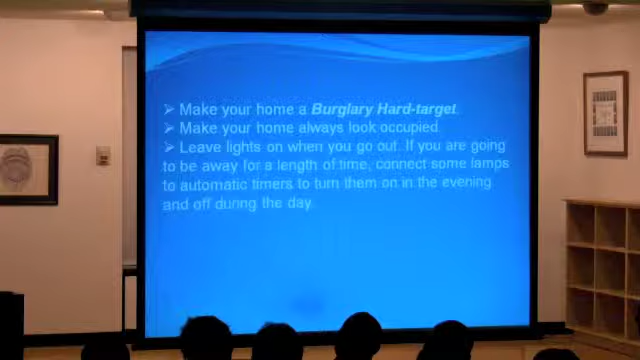 ➢ Make your home a Burglary Hard-target.
➢ Make your home always look occupied.
➢ Leave lights on when you go out. If you are going
to be away for a length of time, connect some lamps
to automatic timers to turn them on in the evening
and off during the day.